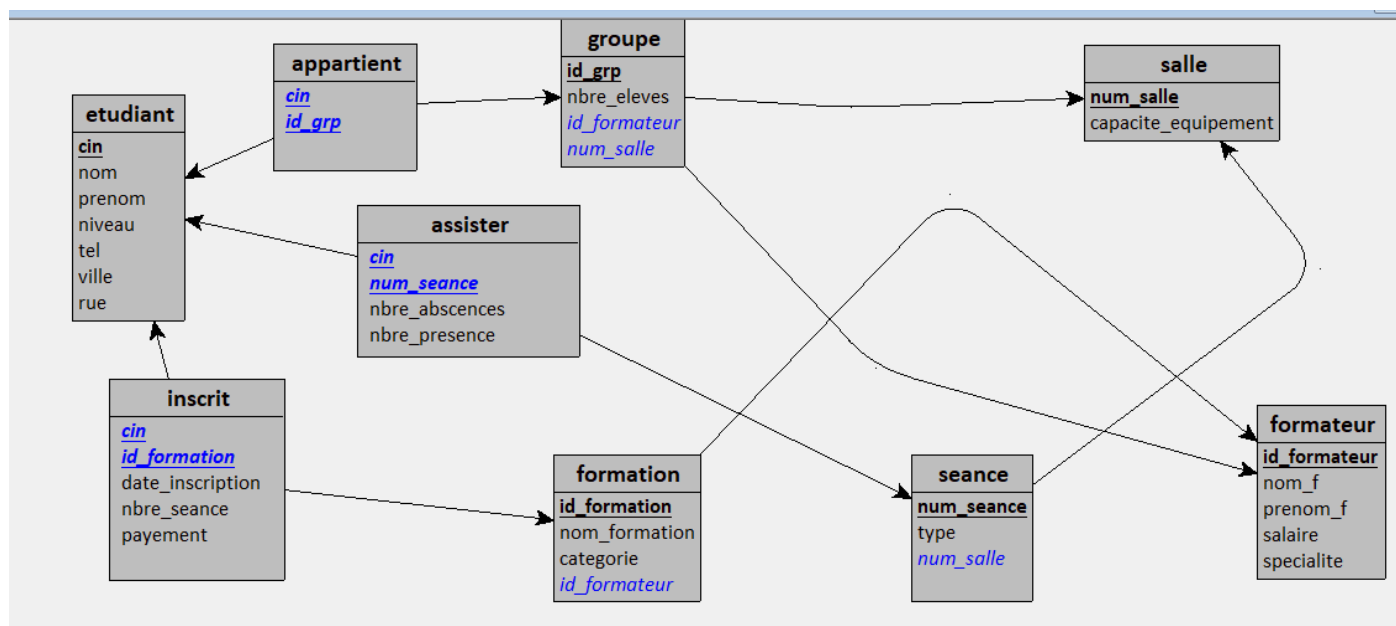 etudiant
cin
nom
prenom
niveau
tel
ville
rue
appartient
cin
id_grp
groupe
id_grp
nbre_eleves
id_formateur
num_salle
salle
num_salle
capacite_equipement
assister
cin
num_seance
nbre_abscences
nbre_presence
inscrit
cin
id_formation
date_inscription
nbre_seance
payement
formation
id_formation
nom_formation
categorie
id_formateur
seance
num_seance
type
num_salle
formateur
id_formateur
nom_f
prenom_f
salaire
specialite